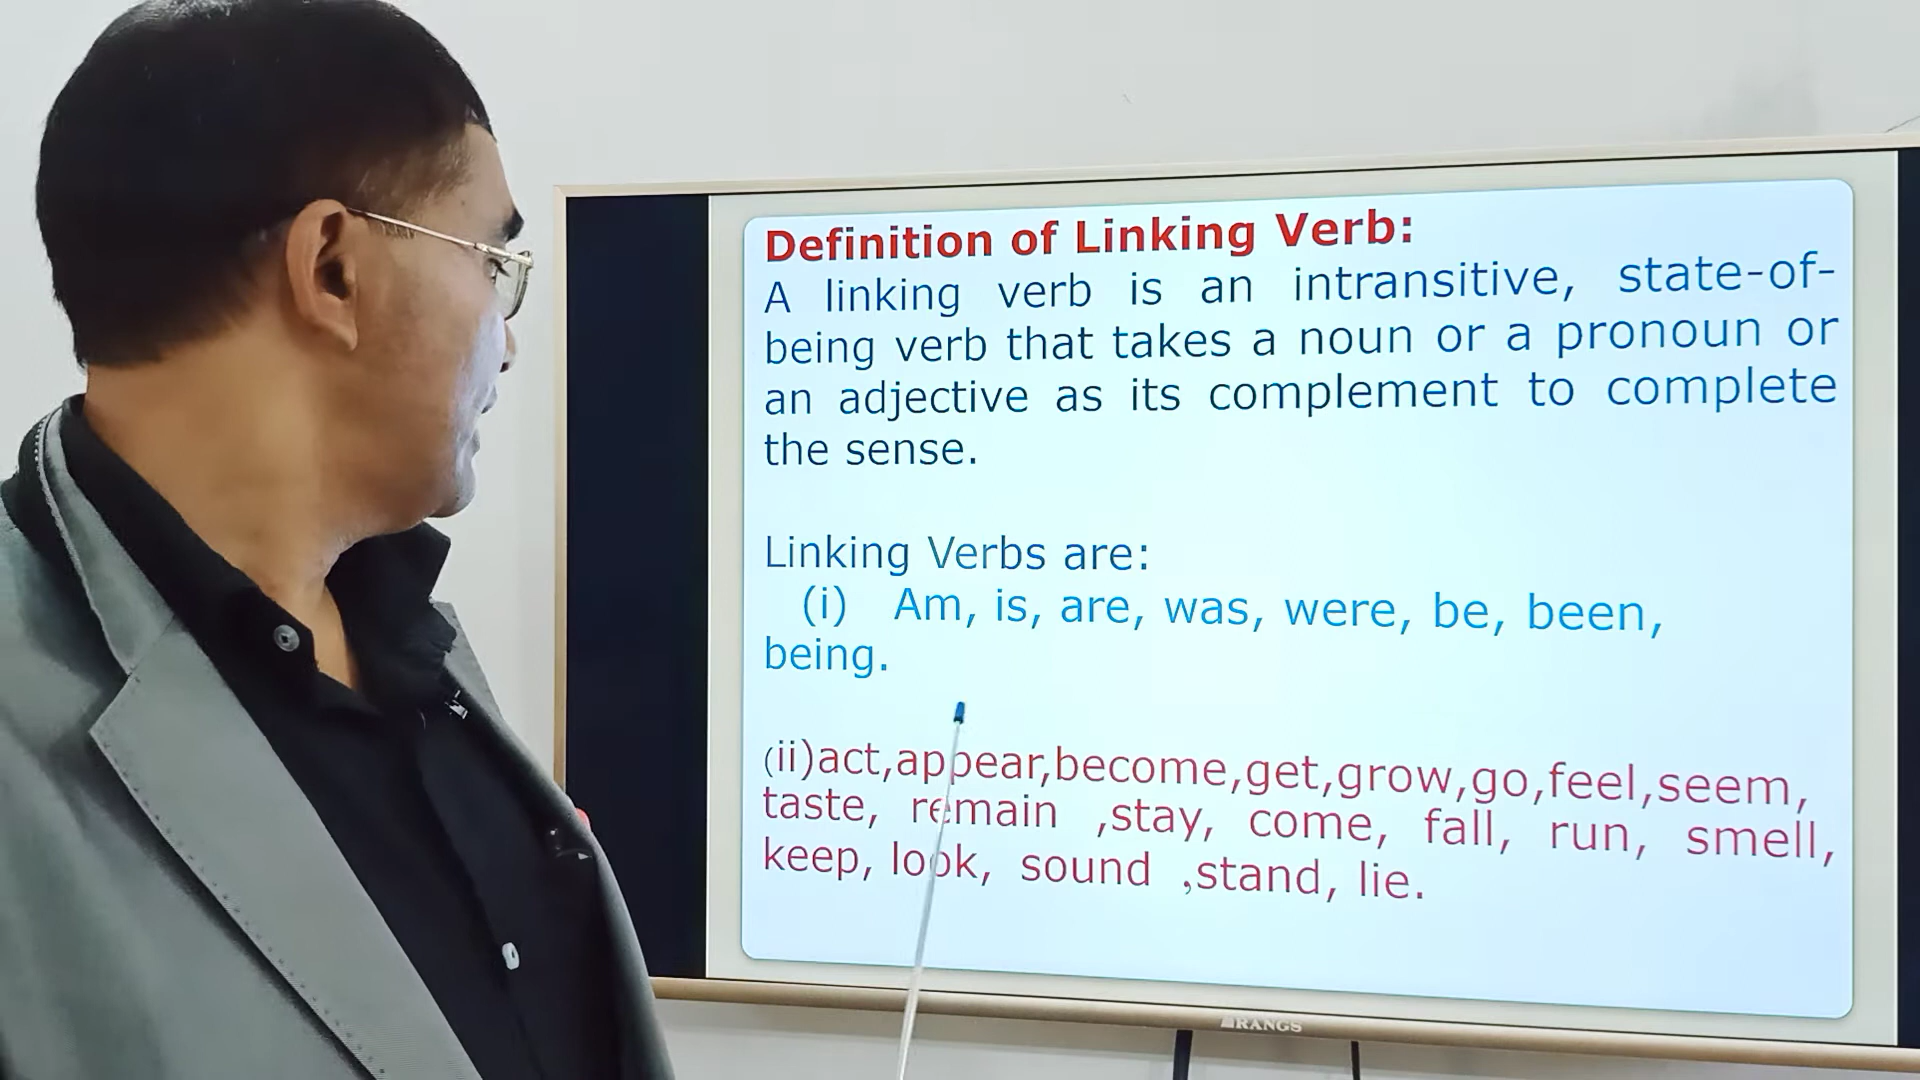 Definition of Linking Verb:
A linking verb is an intransitive, state-of-
being verb that takes a noun or a pronoun or
an adjective as its complement to complete
the sense.
Linking Verbs are:
(i) Am, is, are, was, were, be, been,
being.
(ii)act,appear,become,get,grow,go,feel,seem,
taste, remain ,stay, come, fall, run, smell,
keep, look, sound ,stand, lie.
RANGS